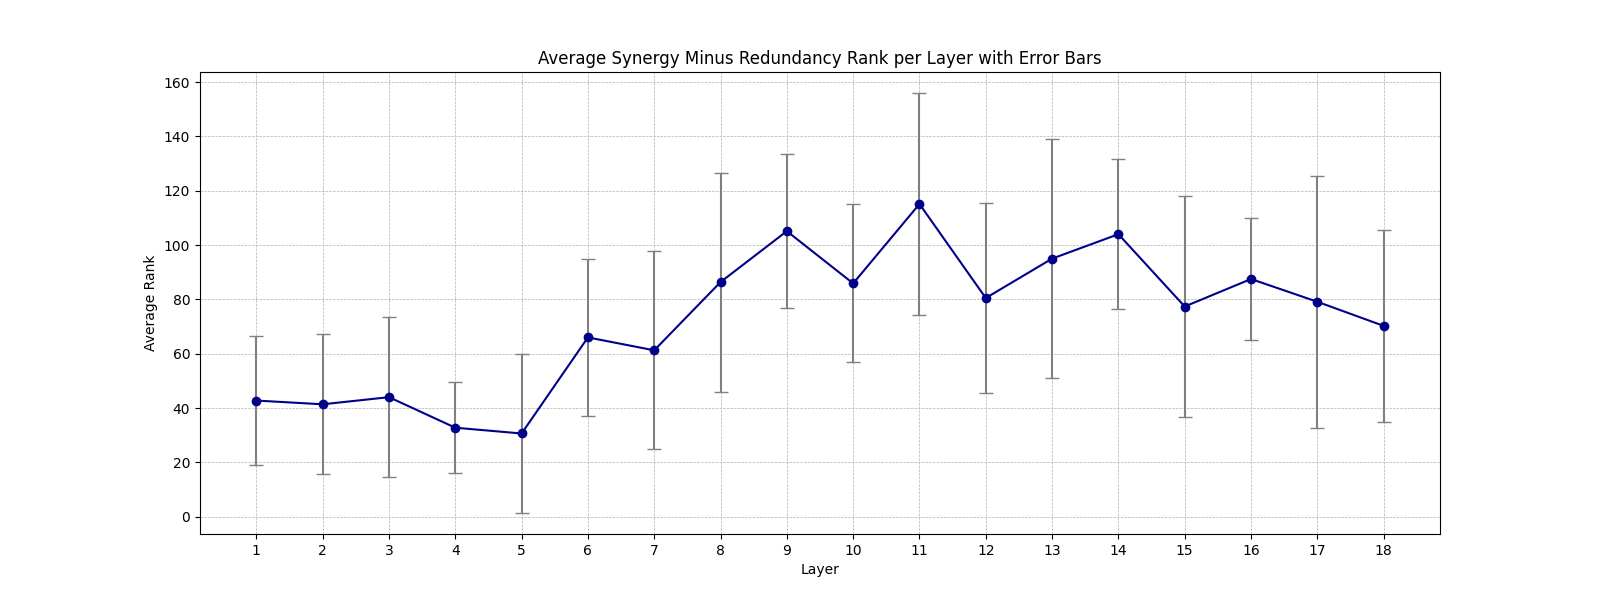 Average Synergy Minus Redundancy Rank per Layer with Error Bars
160
140
120
100
80
60
40
20
0
Average Rank
1 2 3 4 5 6 7 8 9 10 11 12 13 14 15 16 17 18
Layer